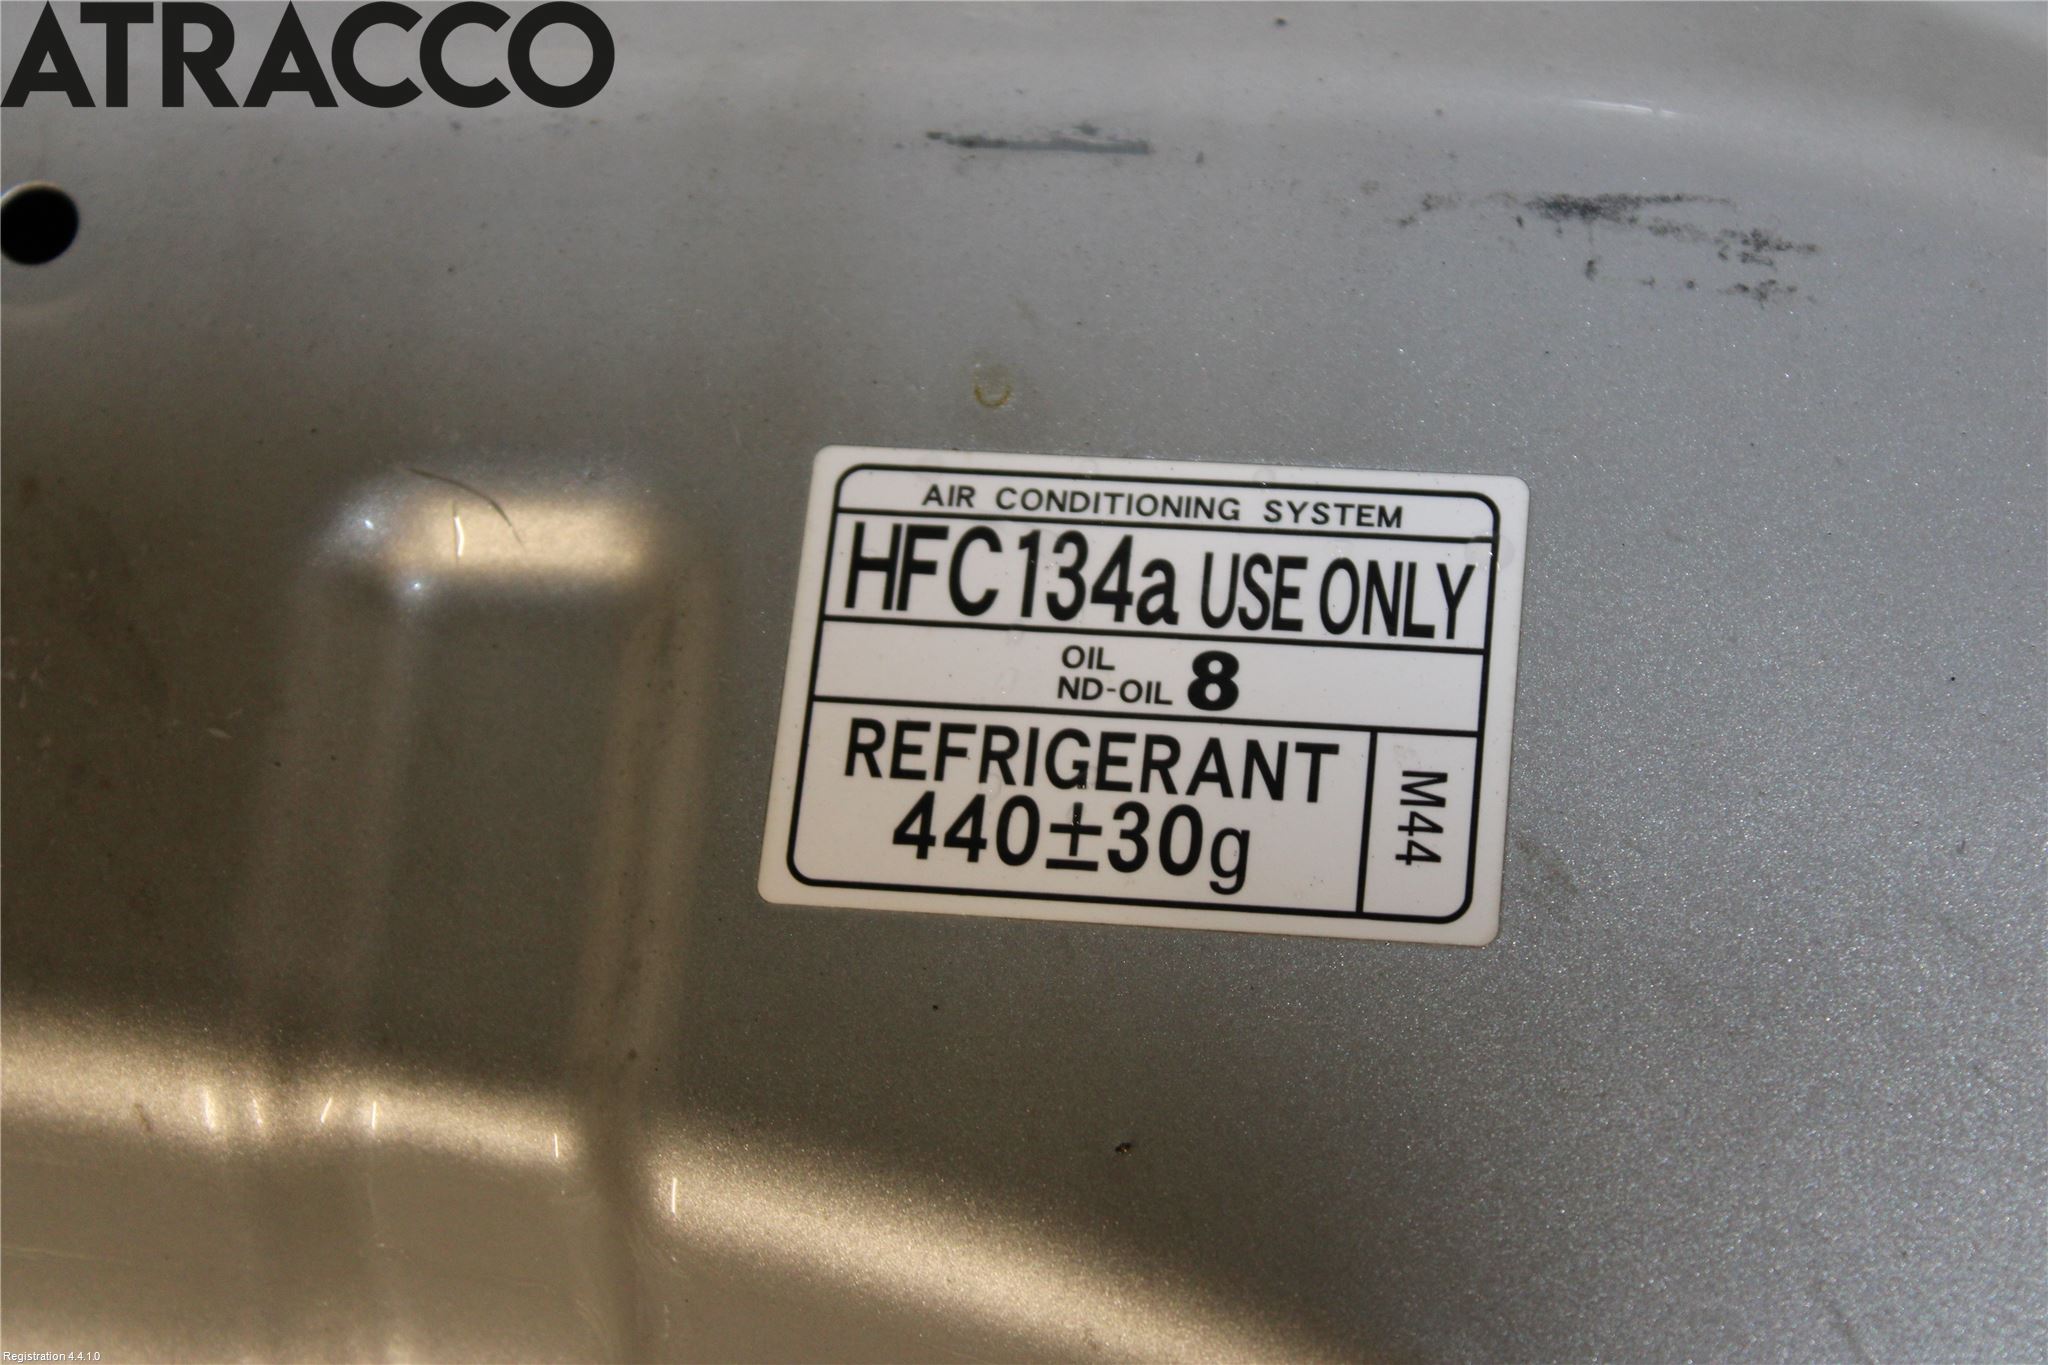 ATRACCO
AIR CONDITIONING SYSTEM
HFC134a USE ONLY
OIL
ND-OIL 8
REFRIGERANT
440±30g
M44
Registration 4.4.1.0